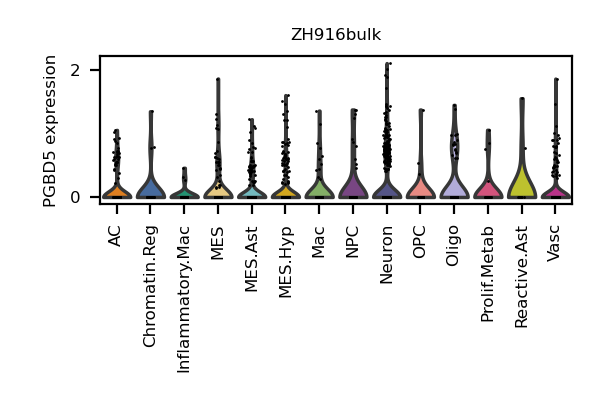 ZH916bulk
PGBD5 expression
2
0
AC
Chromatin.Reg
Inflammatory.Mac
MES
MES.Ast
MES.Hyp
Mac
NPC
Neuron
OPC
Oligo
Prolif.Metab
Reactive.Ast
Vasc